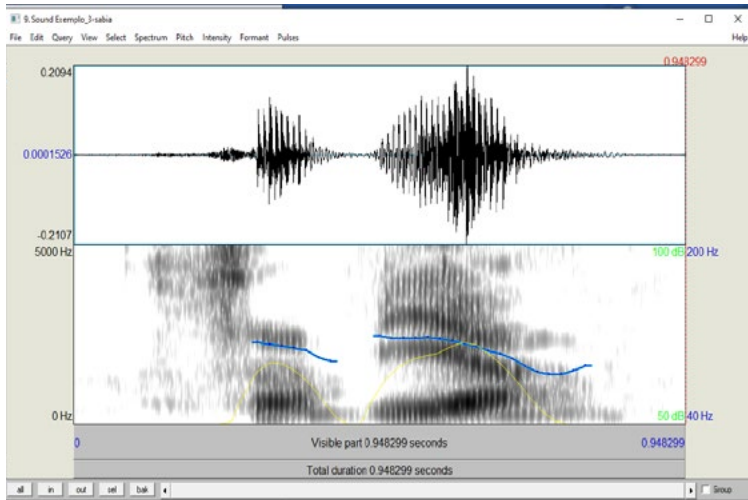 9. Sound Exemplo_3-sabia
File Edit Query View Select Spectrum Pitch Intensity Formant Pulses Help
0.948299
0.2094
0.0001526
-0.2107
5000 Hz 100 dB 200 Hz
0 Hz 50 dB 40 Hz
0 Visible part 0.948299 seconds 0.948299
Total duration 0.948299 seconds
all in out sel bak Group